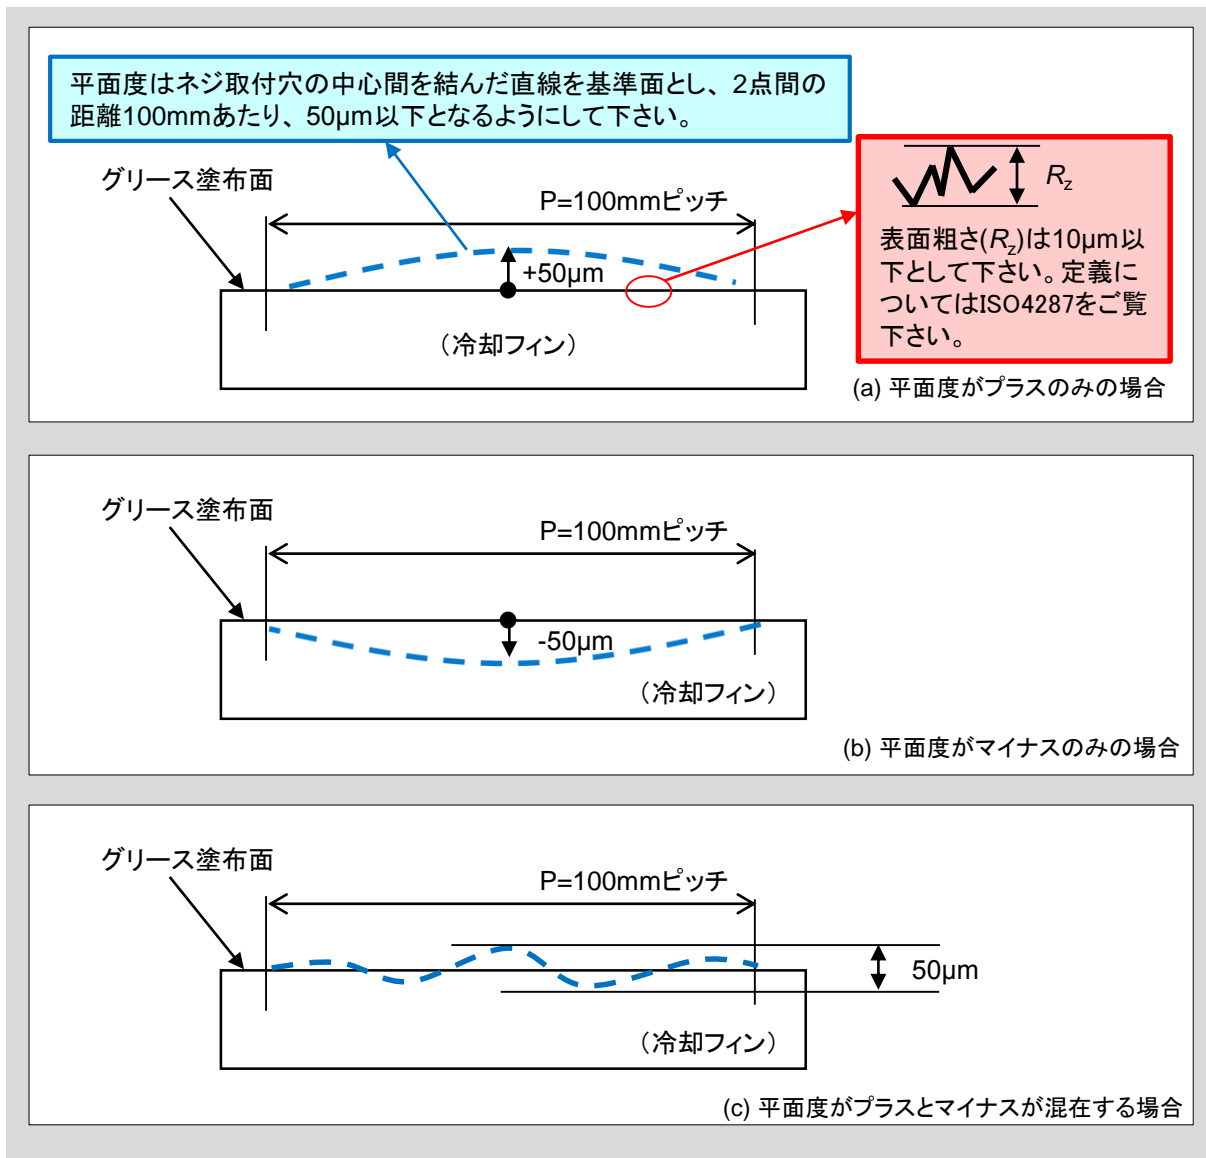 平面度はネジ取付穴の中心間を結んだ直線を基準面とし、2点間の
距離100mmあたり、50μm以下となるようにして下さい。
グリース塗布面
P=100mmピッチ
+50μm
（冷却フィン）
Rz
表面粗さ(Rz)は10μm以
下として下さい。定義に
ついてはISO4287をご覧
下さい。
(a) 平面度がプラスのみの場合
グリース塗布面
P=100mmピッチ
-50μm
（冷却フィン）
(b) 平面度がマイナスのみの場合
グリース塗布面
P=100mmピッチ
50μm
（冷却フィン）
(c) 平面度がプラスとマイナスが混在する場合